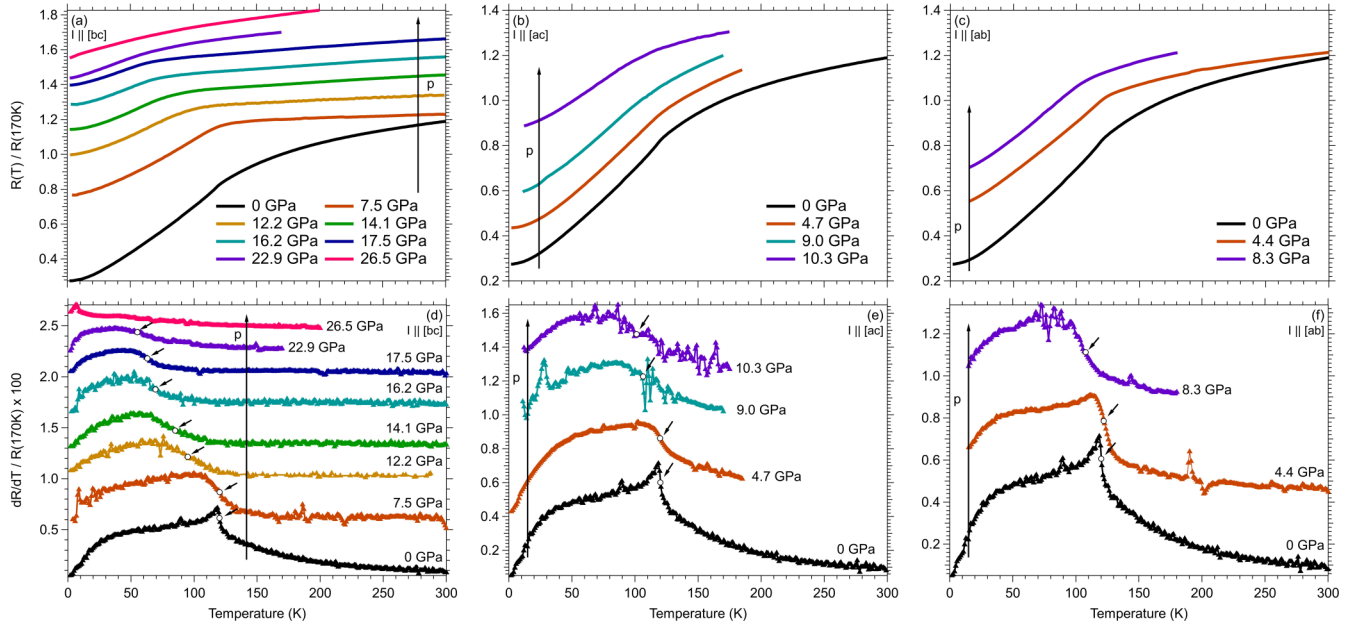 (a)
I || [bc]
p
R(T) / R(170K)
1.8
1.6
1.4
1.2
1.0
0.8
0.6
0.4
0 GPa
7.5 GPa
12.2 GPa
14.1 GPa
16.2 GPa
17.5 GPa
22.9 GPa
26.5 GPa
(b)
I || [ac]
p
1.4
1.2
1.0
0.8
0.6
0.4
0.2
0 GPa
4.7 GPa
9.0 GPa
10.3 GPa
(c)
I || [ab]
p
1.4
1.2
1.0
0.8
0.6
0.4
0.2
0 GPa
4.4 GPa
8.3 GPa
(d)
I || [bc]
p
dR/dT / R(170K) x 100
2.5
2.0
1.5
1.0
0.5
26.5 GPa
22.9 GPa
17.5 GPa
16.2 GPa
14.1 GPa
12.2 GPa
7.5 GPa
0 GPa
0 50 100 150 200 250 300
Temperature (K)
(e)
I || [ac]
p
1.6
1.4
1.2
1.0
0.8
0.6
0.4
0.2
10.3 GPa
9.0 GPa
4.7 GPa
0 GPa
0 50 100 150 200 250 300
Temperature (K)
(f)
I || [ab]
p
1.2
1.0
0.8
0.6
0.4
0.2
8.3 GPa
4.4 GPa
0 GPa
0 50 100 150 200 250 300
Temperature (K)